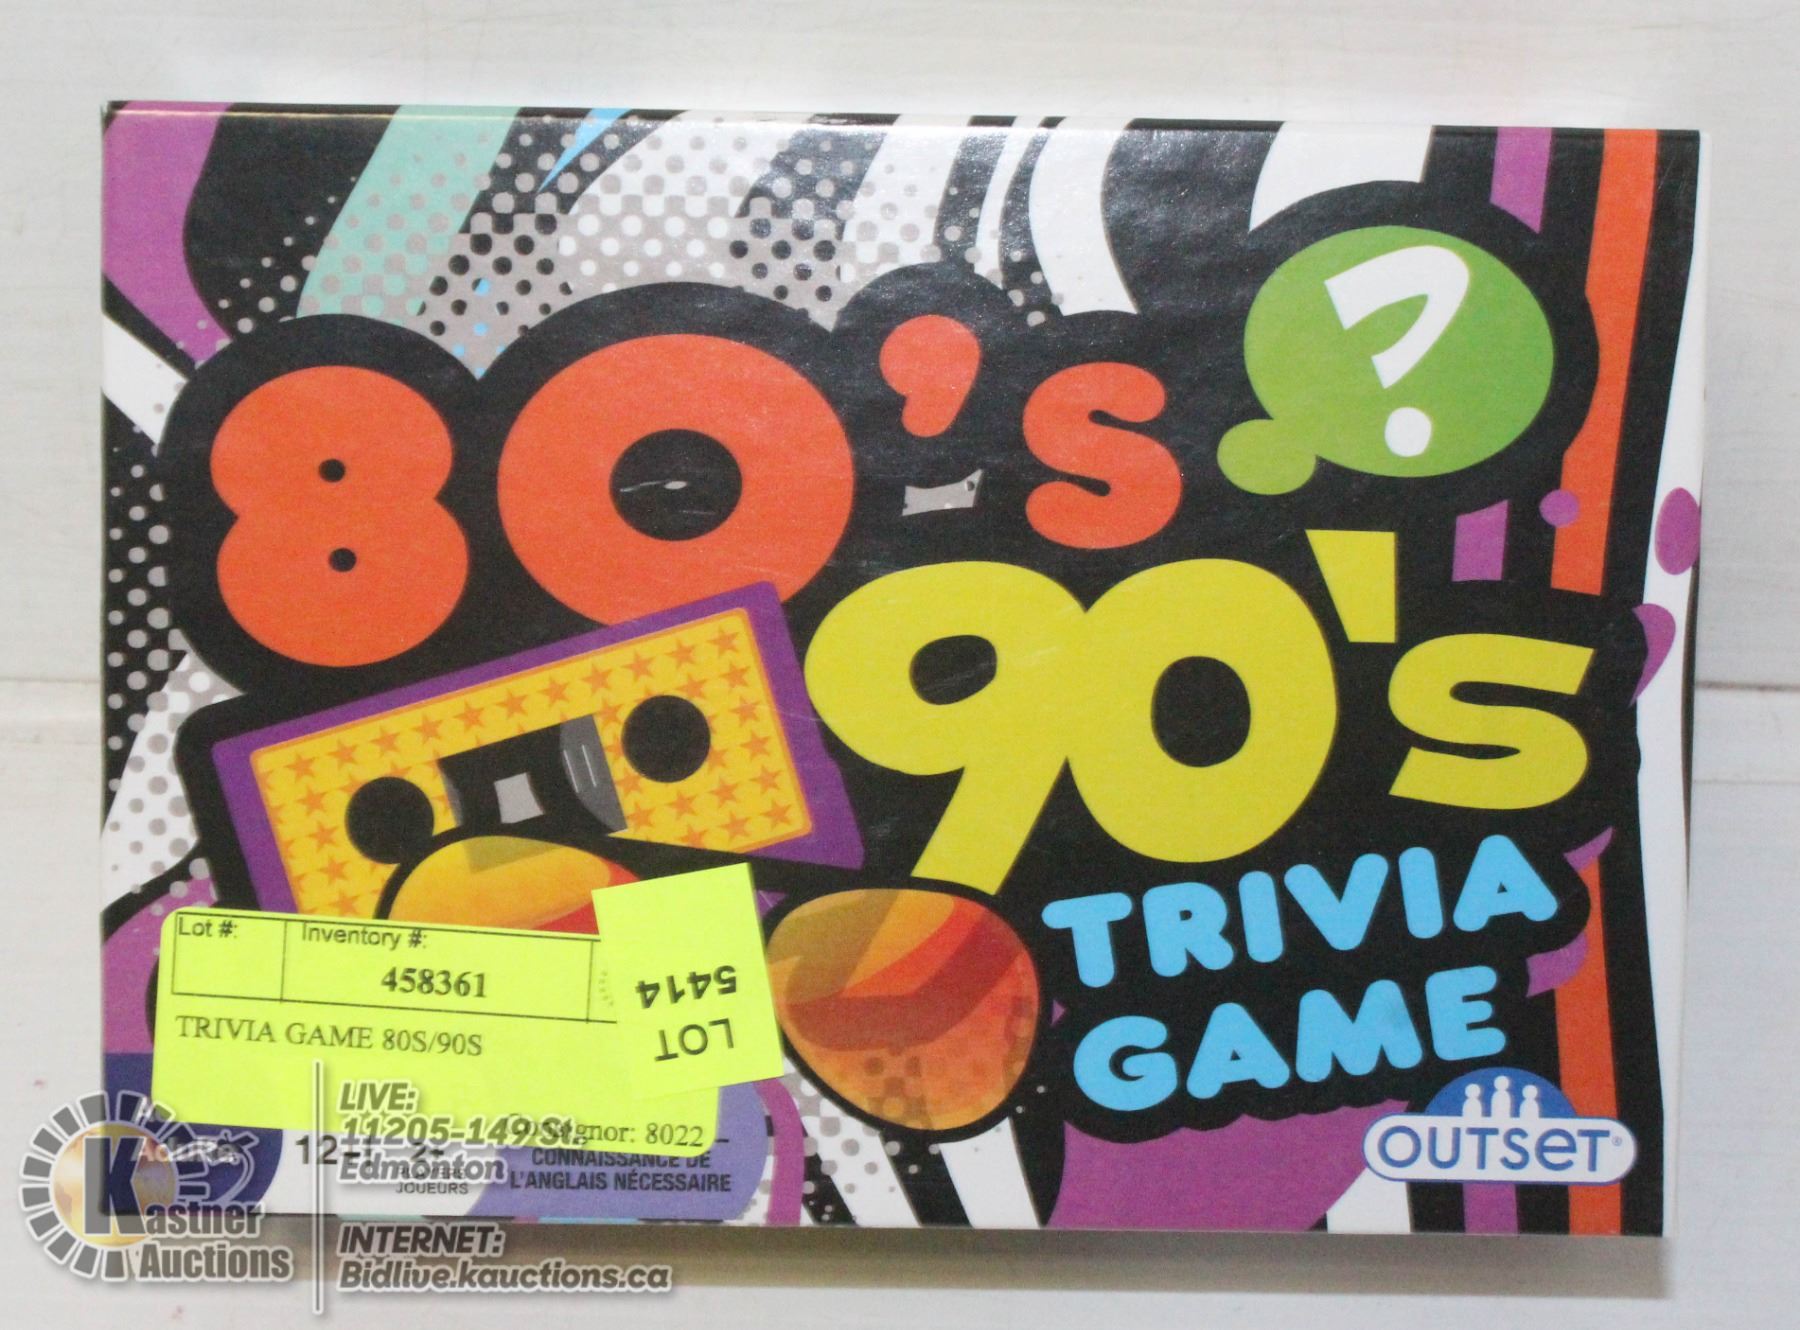 80's
?
90's
TRIVIA
GAME
OUTSET
Lot #:
Inventory #:
458361
TRIVIA GAME 80S/90S
LOT
5414
Consignor: 8022
12+
2+
JOUEURS
CONNAISSANCE DE
L'ANGLAIS NÉCESSAIRE
Kastner
Auctions
LIVE:
11205-149 St.
Edmonton
INTERNET:
Bidlive.kauctions.ca